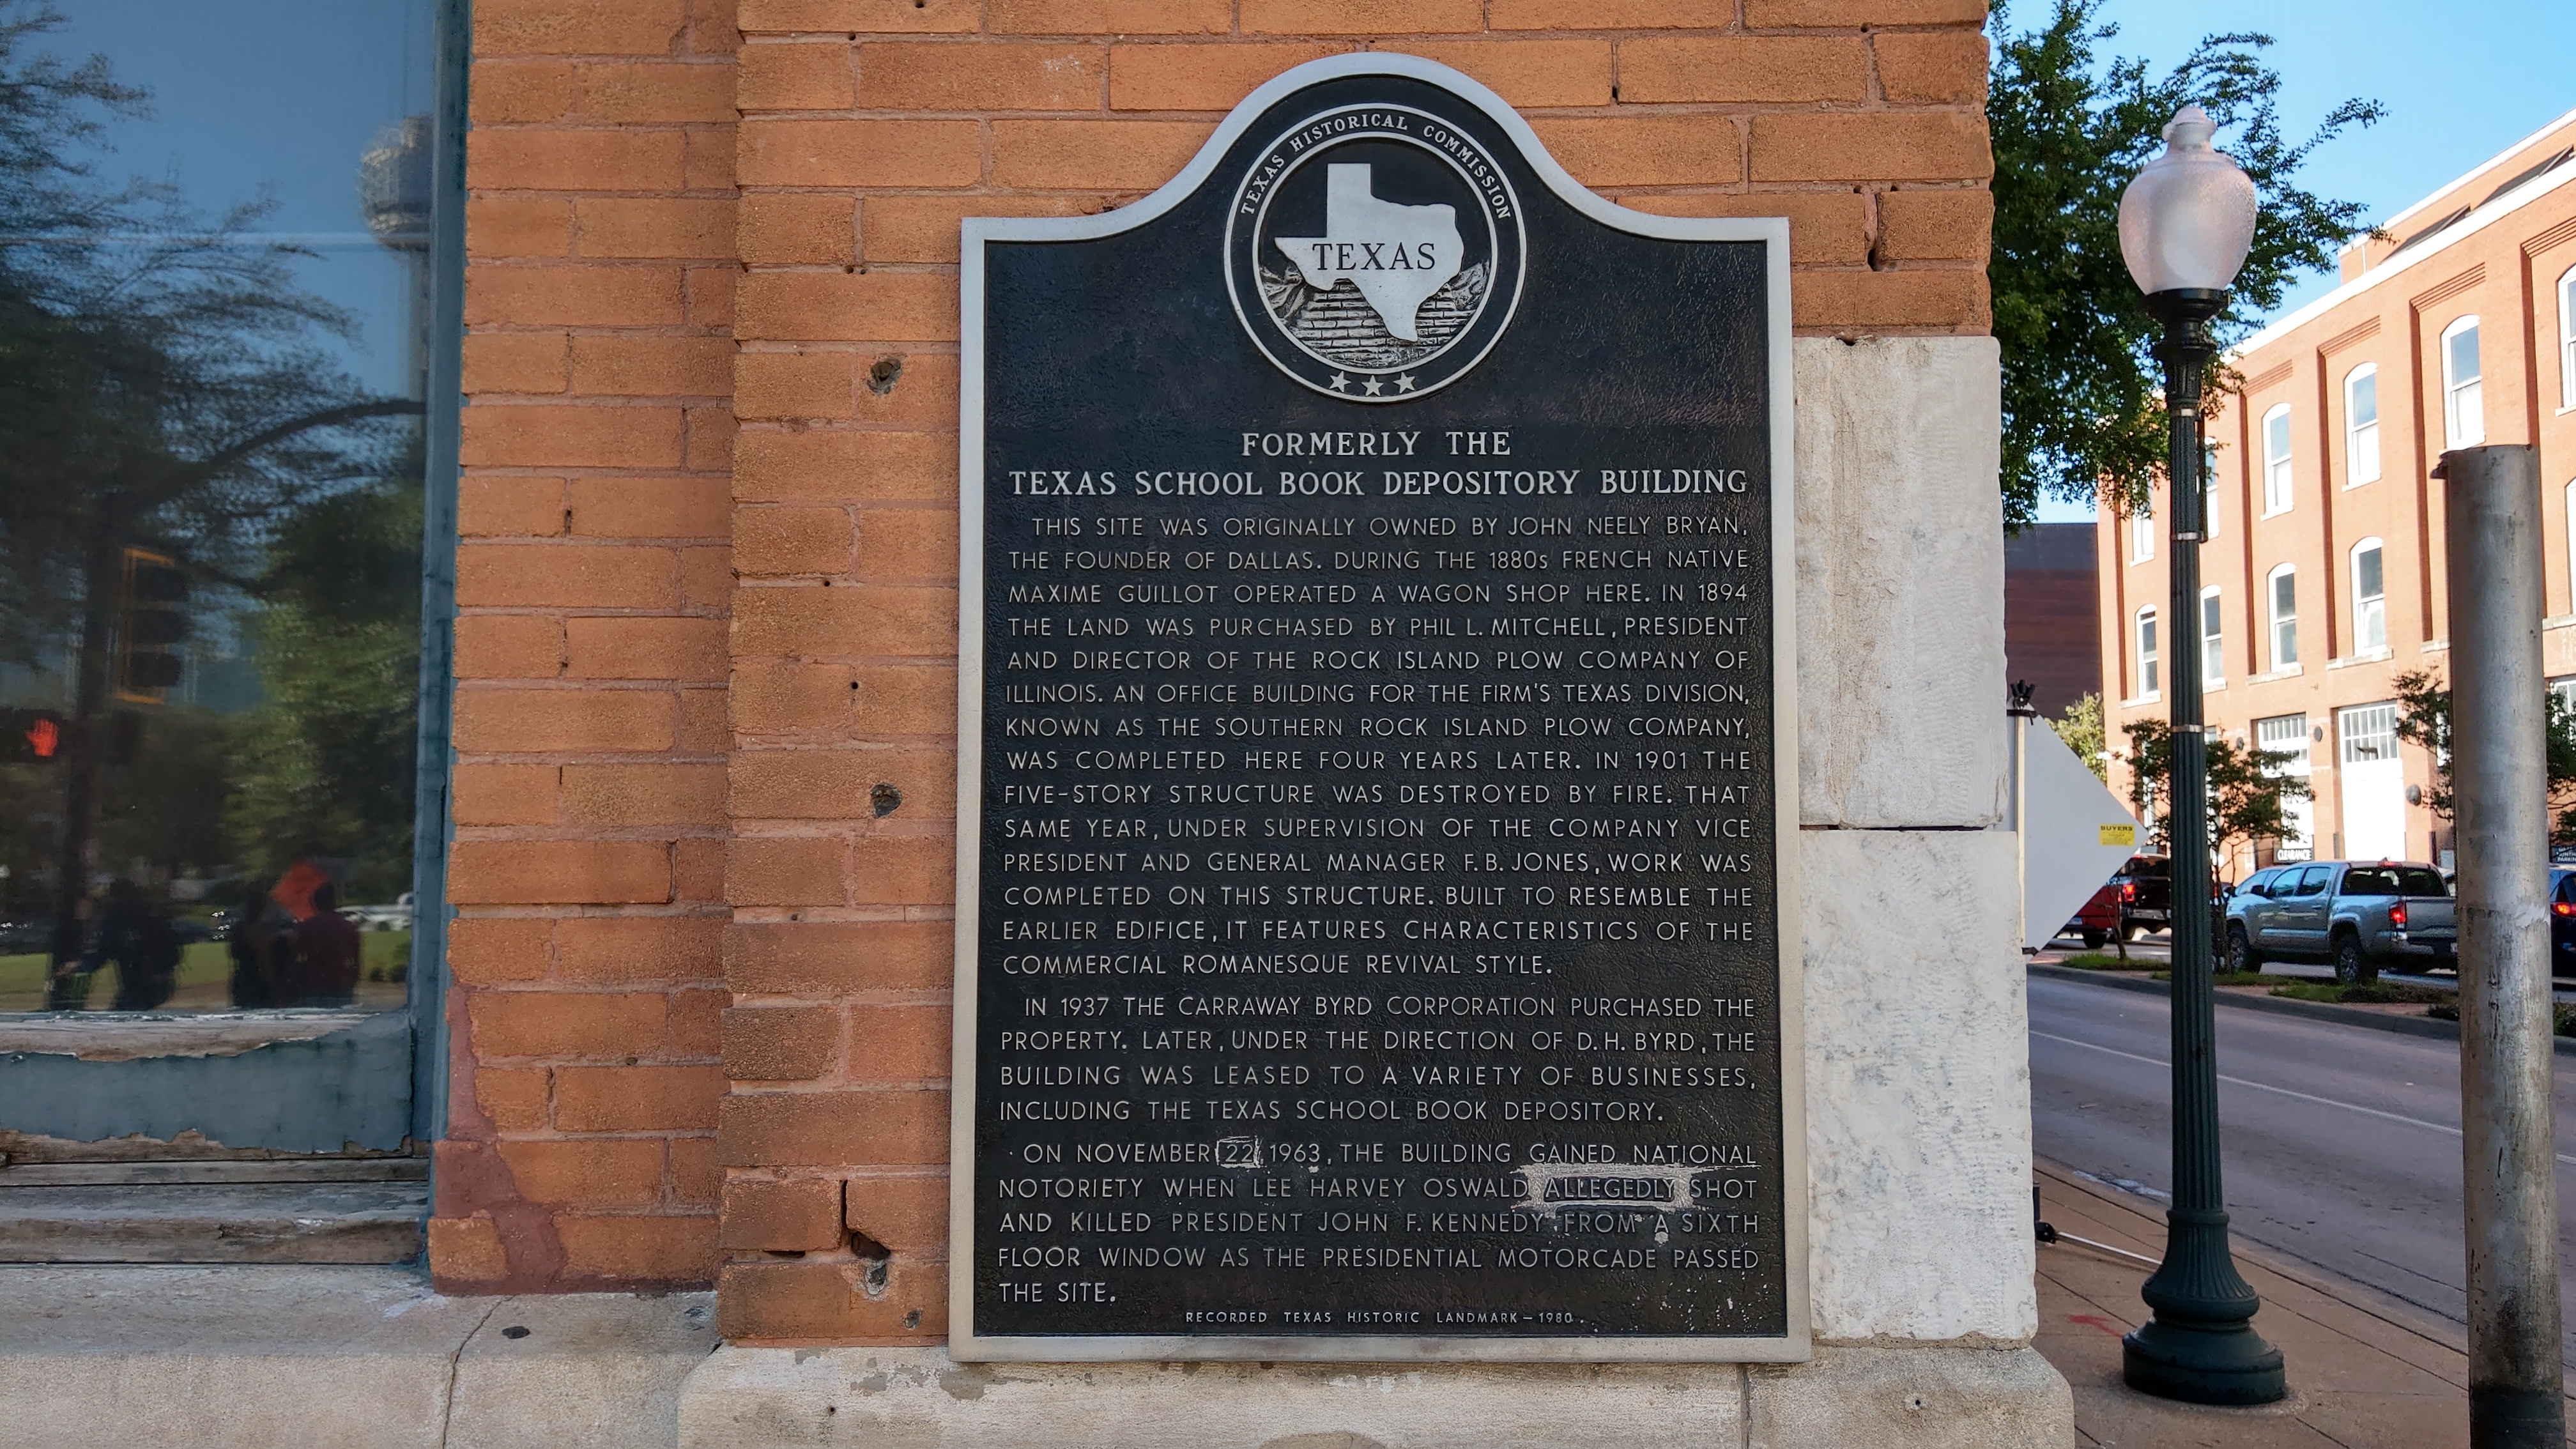 TEXAS HISTORICAL COMMISSION
TEXAS
FORMERLY THE
TEXAS SCHOOL BOOK DEPOSITORY BUILDING
THIS SITE WAS ORIGINALLY OWNED BY JOHN NEELY BRYAN,
THE FOUNDER OF DALLAS. DURING THE 1880s FRENCH NATIVE
MAXIME GUILLOT OPERATED A WAGON SHOP HERE. IN 1894
THE LAND WAS PURCHASED BY PHIL L. MITCHELL, PRESIDENT
AND DIRECTOR OF THE ROCK ISLAND PLOW COMPANY OF
ILLINOIS. AN OFFICE BUILDING FOR THE FIRM'S TEXAS DIVISION,
KNOWN AS THE SOUTHERN ROCK ISLAND PLOW COMPANY,
WAS COMPLETED HERE FOUR YEARS LATER. IN 1901 THE
FIVE-STORY STRUCTURE WAS DESTROYED BY FIRE. THAT
SAME YEAR, UNDER SUPERVISION OF THE COMPANY VICE
PRESIDENT AND GENERAL MANAGER F. B. JONES, WORK WAS
COMPLETED ON THIS STRUCTURE. BUILT TO RESEMBLE THE
EARLIER EDIFICE, IT FEATURES CHARACTERISTICS OF THE
COMMERCIAL ROMANESQUE REVIVAL STYLE.
IN 1937 THE CARRAWAY BYRD CORPORATION PURCHASED THE
PROPERTY. LATER, UNDER THE DIRECTION OF D. H. BYRD, THE
BUILDING WAS LEASED TO A VARIETY OF BUSINESSES,
INCLUDING THE TEXAS SCHOOL BOOK DEPOSITORY.
ON NOVEMBER 22, 1963, THE BUILDING GAINED NATIONAL
NOTORIETY WHEN LEE HARVEY OSWALD ALLEGEDLY SHOT
AND KILLED PRESIDENT JOHN F. KENNEDY FROM A SIXTH
FLOOR WINDOW AS THE PRESIDENTIAL MOTORCADE PASSED
THE SITE.
RECORDED TEXAS HISTORIC LANDMARK - 1980
BUYERS
CLEARANCE